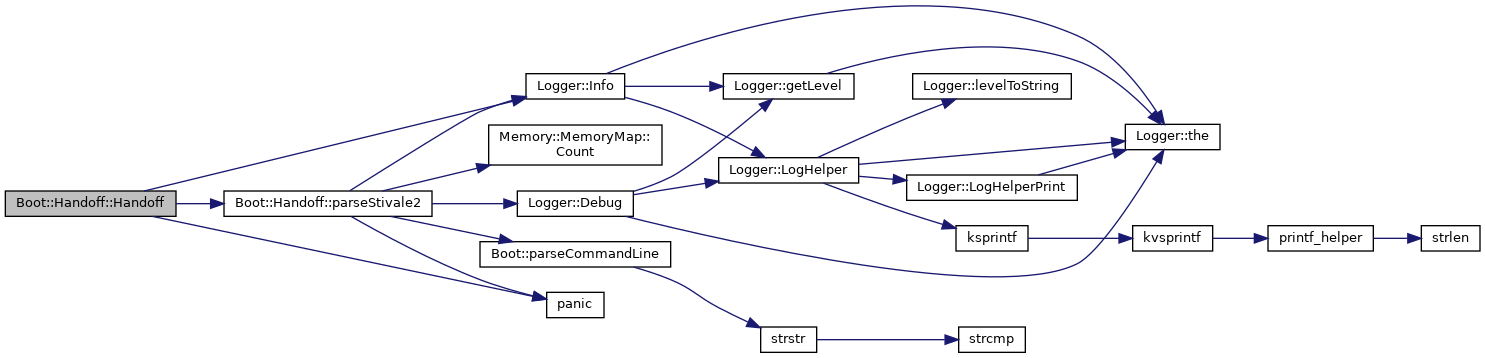 Boot::Handoff::Handoff
Boot::Handoff::parseStivale2
Logger::Info
Memory::MemoryMap::
Count
Logger::Debug
Boot::parseCommandLine
panic
Logger::getLevel
Logger::LogHelper
strstr
Logger::levelToString
Logger::LogHelperPrint
ksprintf
strcmp
Logger::the
kvsprintf
printf_helper
strlen